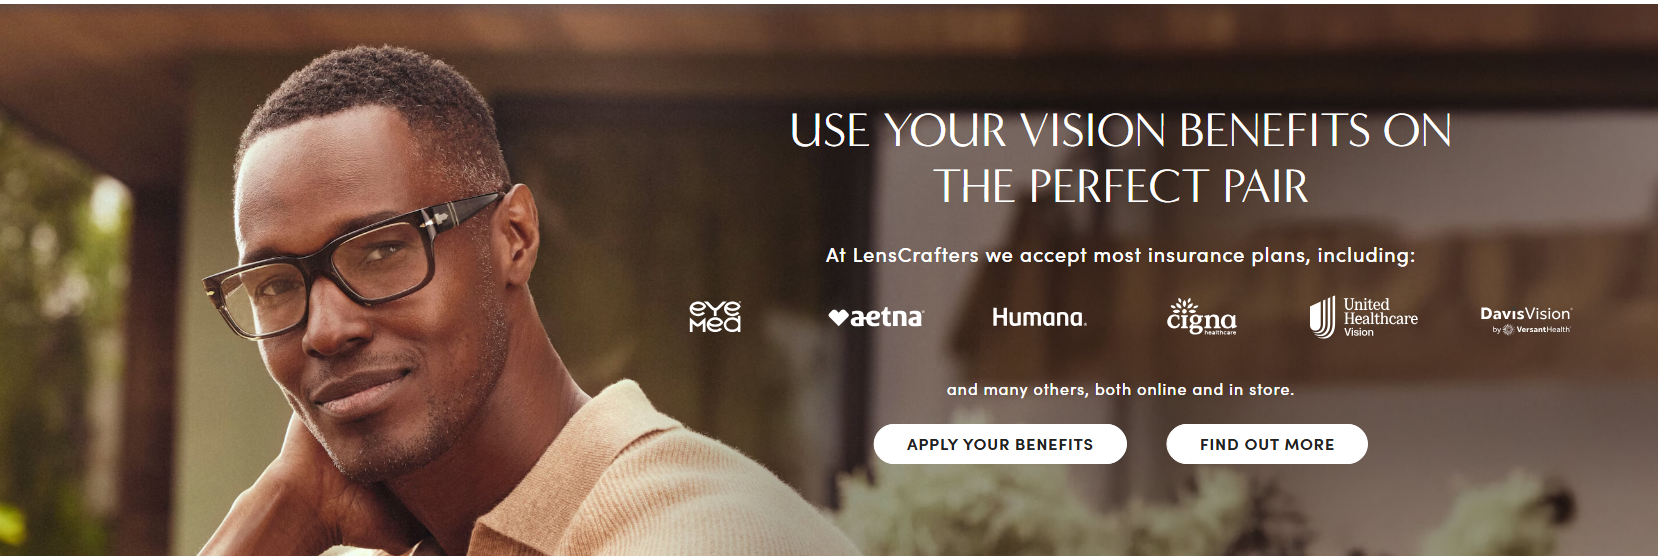 USE YOUR VISION BENEFITS ON
THE PERFECT PAIR
At LensCrafters we accept most insurance plans, including:
eye
Med
aetna®
Humana®
cigna
healthcare
United
Healthcare
Vision
DavisVision®
by VersantHealth®
and many others, both online and in store.
APPLY YOUR BENEFITS
FIND OUT MORE